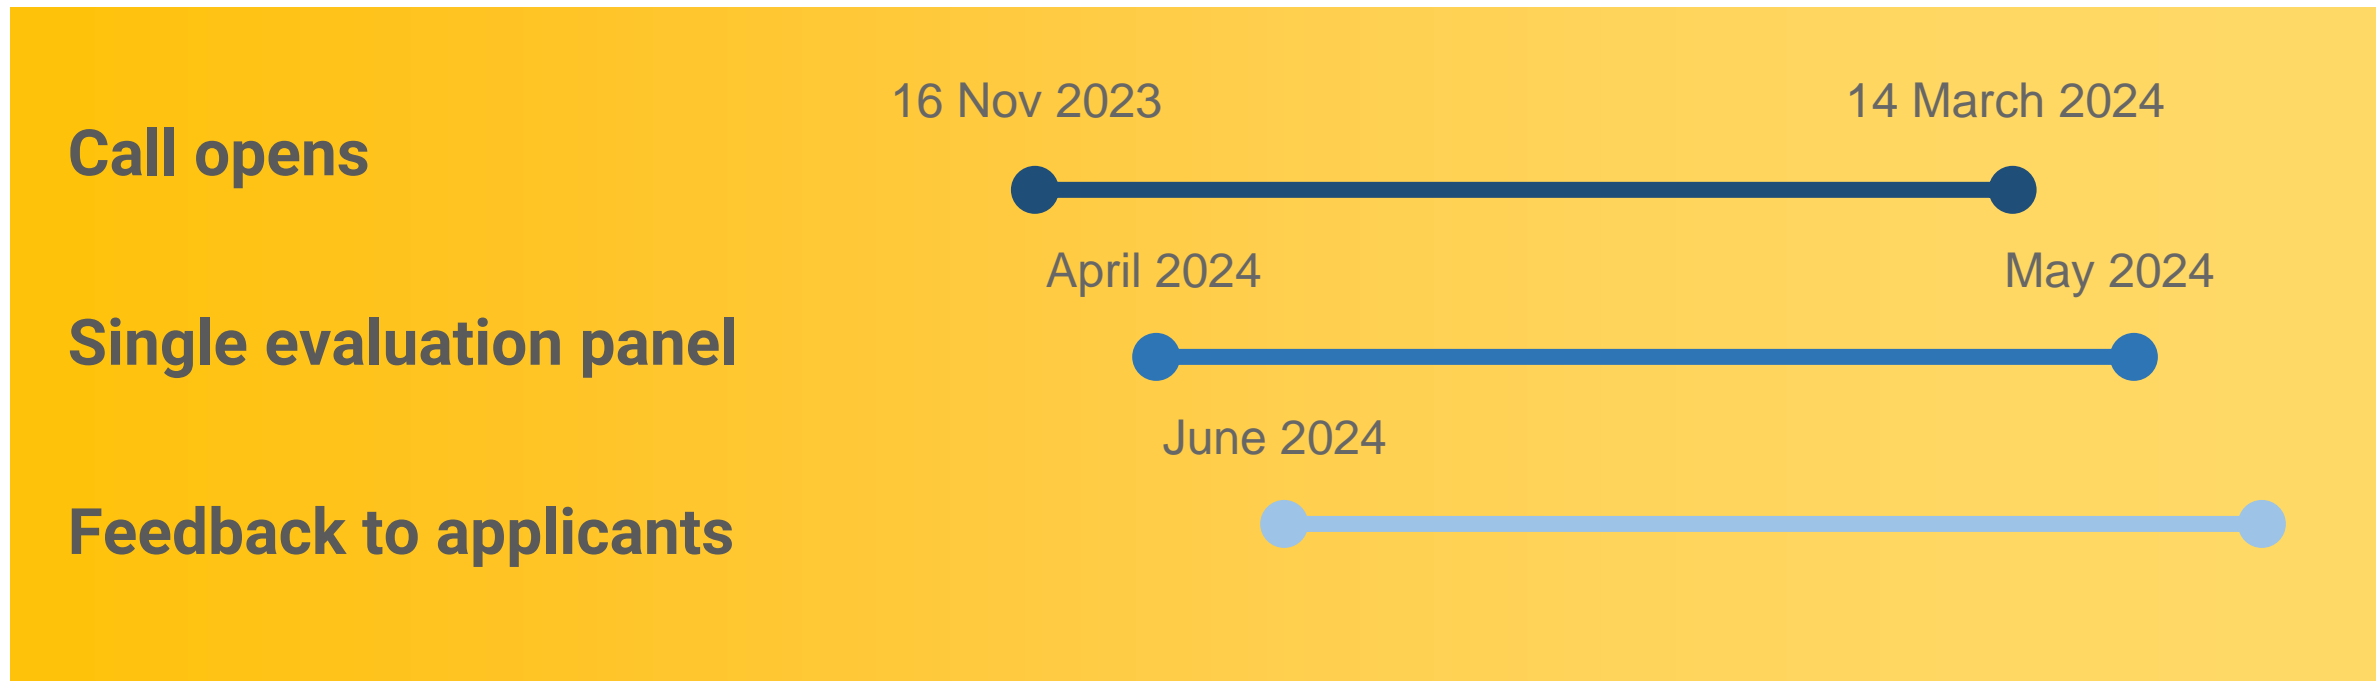 16 Nov 2023 14 March 2024
Call opens
April 2024 May 2024
Single evaluation panel
June 2024
Feedback to applicants